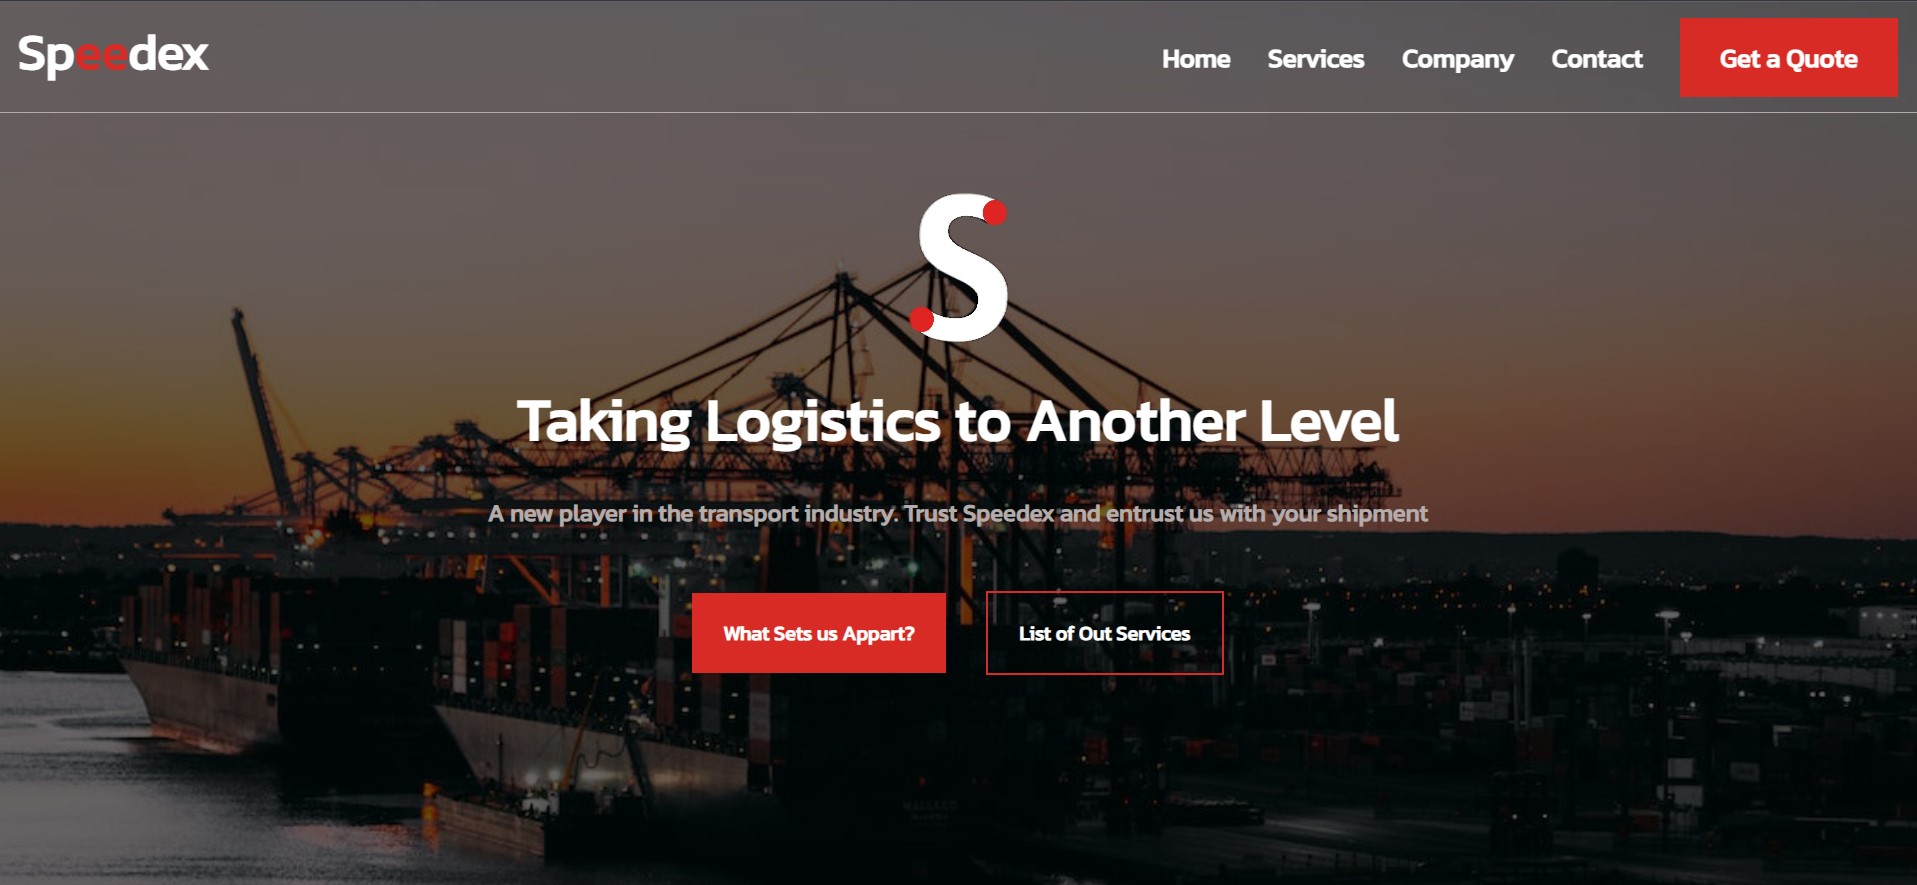 Speedex
Home Services Company Contact Get a Quote
S
Taking Logistics to Another Level
A new player in the transport industry. Trust Speedex and entrust us with your shipment
What Sets us Appart? List of Out Services